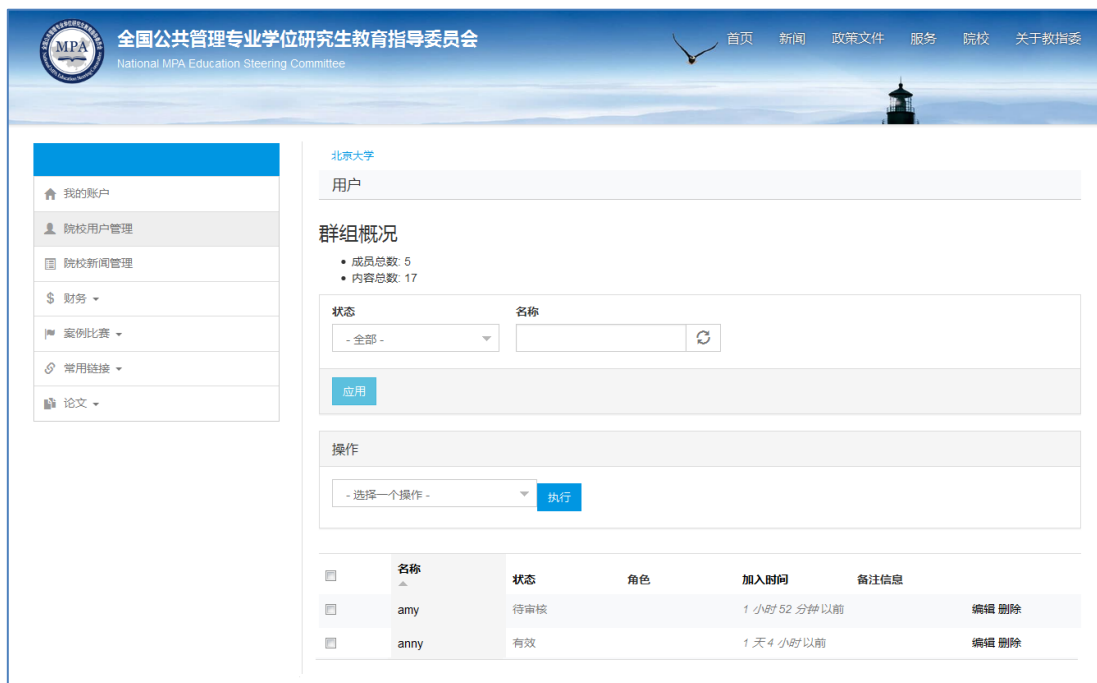 MPA
全国公共管理专业学位研究生教育指导委员会
National MPA Education Steering Committee
首页 新闻 政策文件 服务 院校 关于教指委
我的账户
院校用户管理
院校新闻管理
$ 财务
案例比赛
常用链接
论文
北京大学
用户
群组概况
• 成员总数: 5
• 内容总数: 17
状态 名称
- 全部 -
应用
操作
- 选择一个操作 - 执行
名称 状态 角色 加入时间 备注信息
amy 待审核 1 小时 52 分钟 以前 编辑 删除
anny 有效 1 天 4 小时 以前 编辑 删除